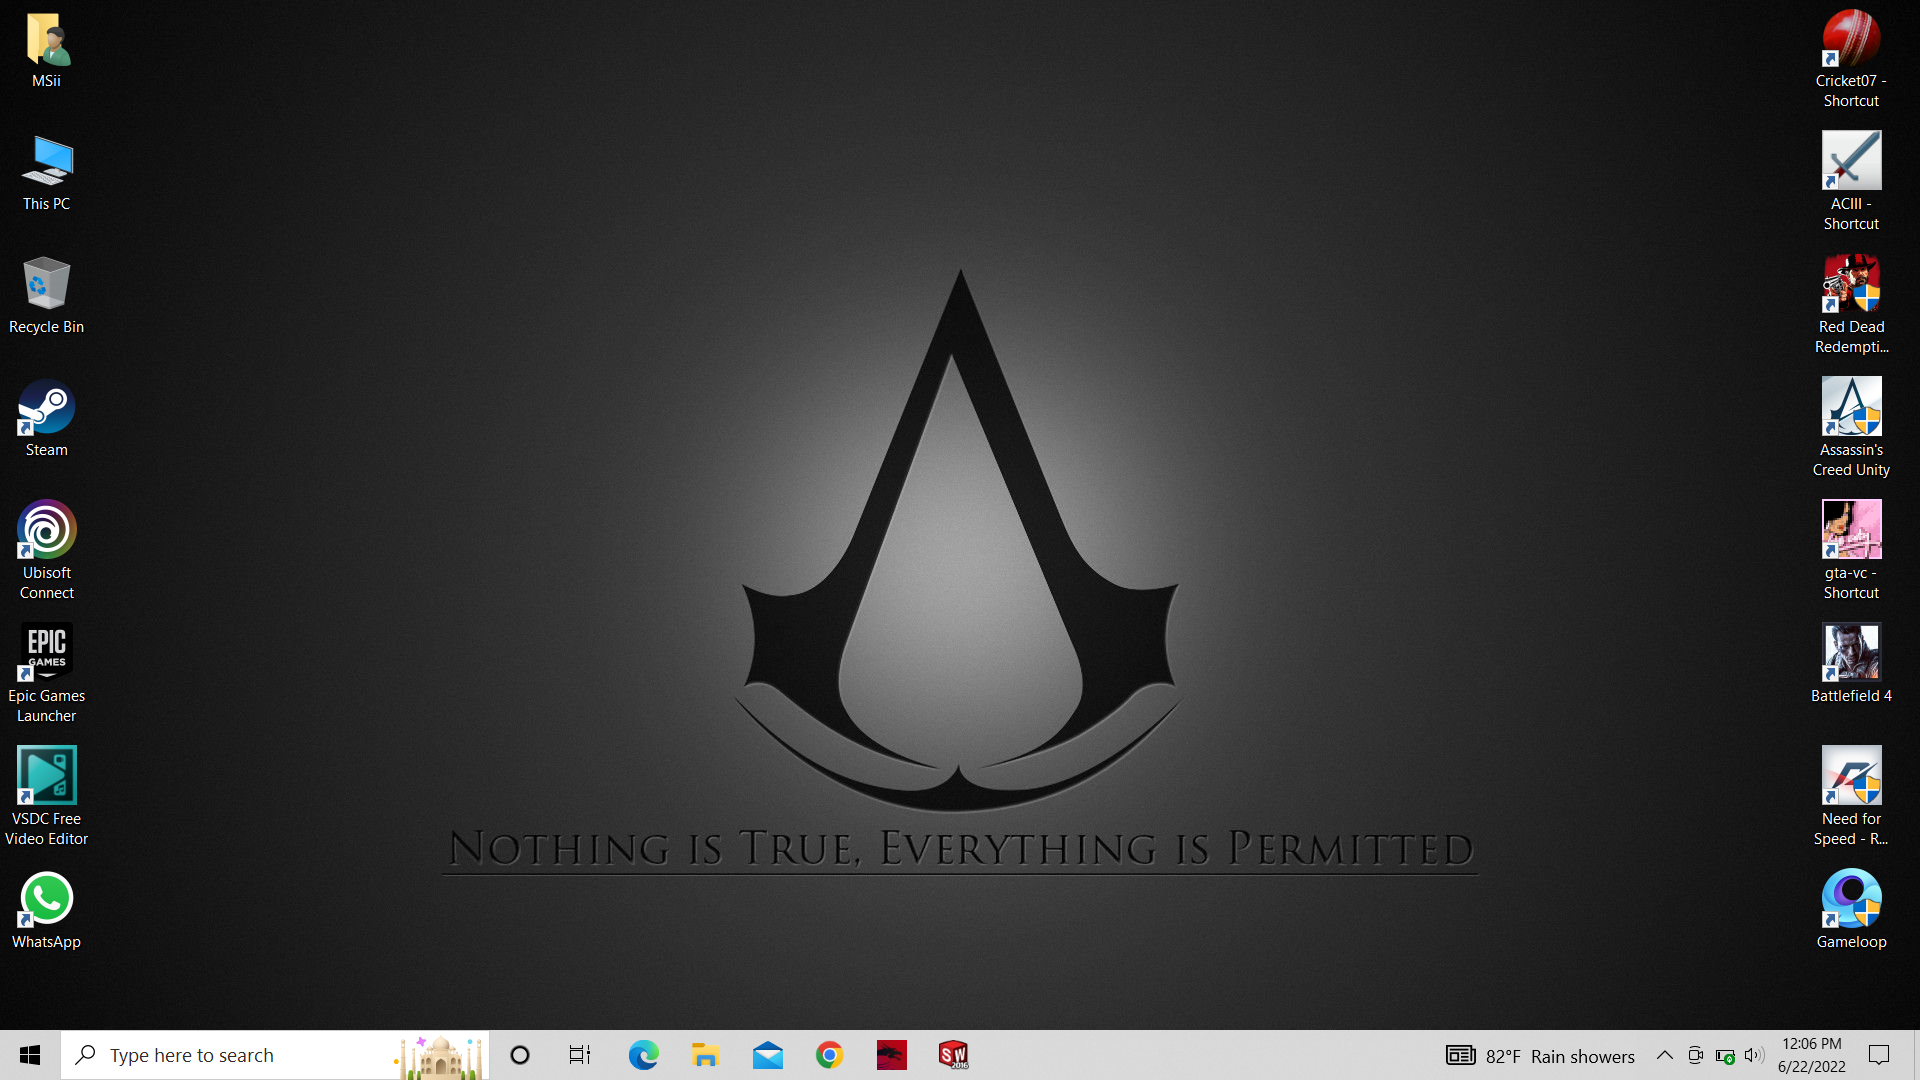 MSii
This PC
Recycle Bin
Steam
Ubisoft
Connect
EPIC
GAMES
Epic Games
Launcher
VSDC Free
Video Editor
WhatsApp
NOTHING IS TRUE, EVERYTHING IS PERMITTED
Cricket07 -
Shortcut
ACIII -
Shortcut
Red Dead
Redempti...
Assassin's
Creed Unity
gta-vc -
Shortcut
Battlefield 4
Need for
Speed - R...
Gameloop
Type here to search
SW
2016
82°F Rain showers
12:06 PM
6/22/2022